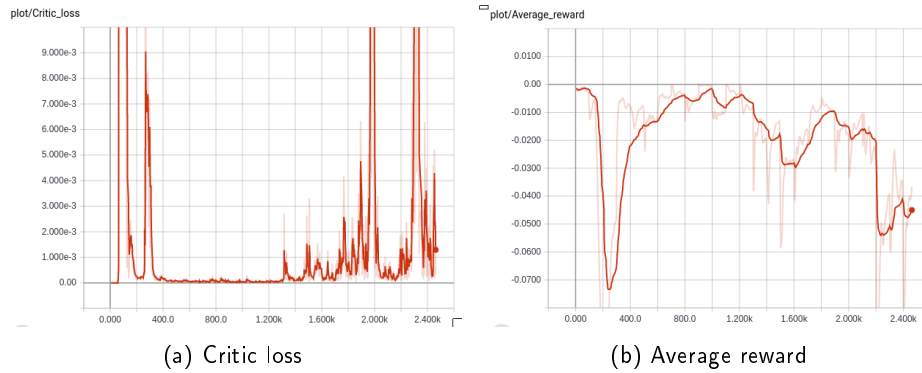 plot/Critic_loss
9.000e-3
8.000e-3
7.000e-3
6.000e-3
5.000e-3
4.000e-3
3.000e-3
2.000e-3
1.000e-3
0.00
0.000 400.0 800.0 1.200k 1.600k 2.000k 2.400k
(a) Critic loss
plot/Average_reward
0.0100
0.00
-0.0100
-0.0200
-0.0300
-0.0400
-0.0500
-0.0600
-0.0700
0.000 400.0 800.0 1.200k 1.600k 2.000k 2.400k
(b) Average reward